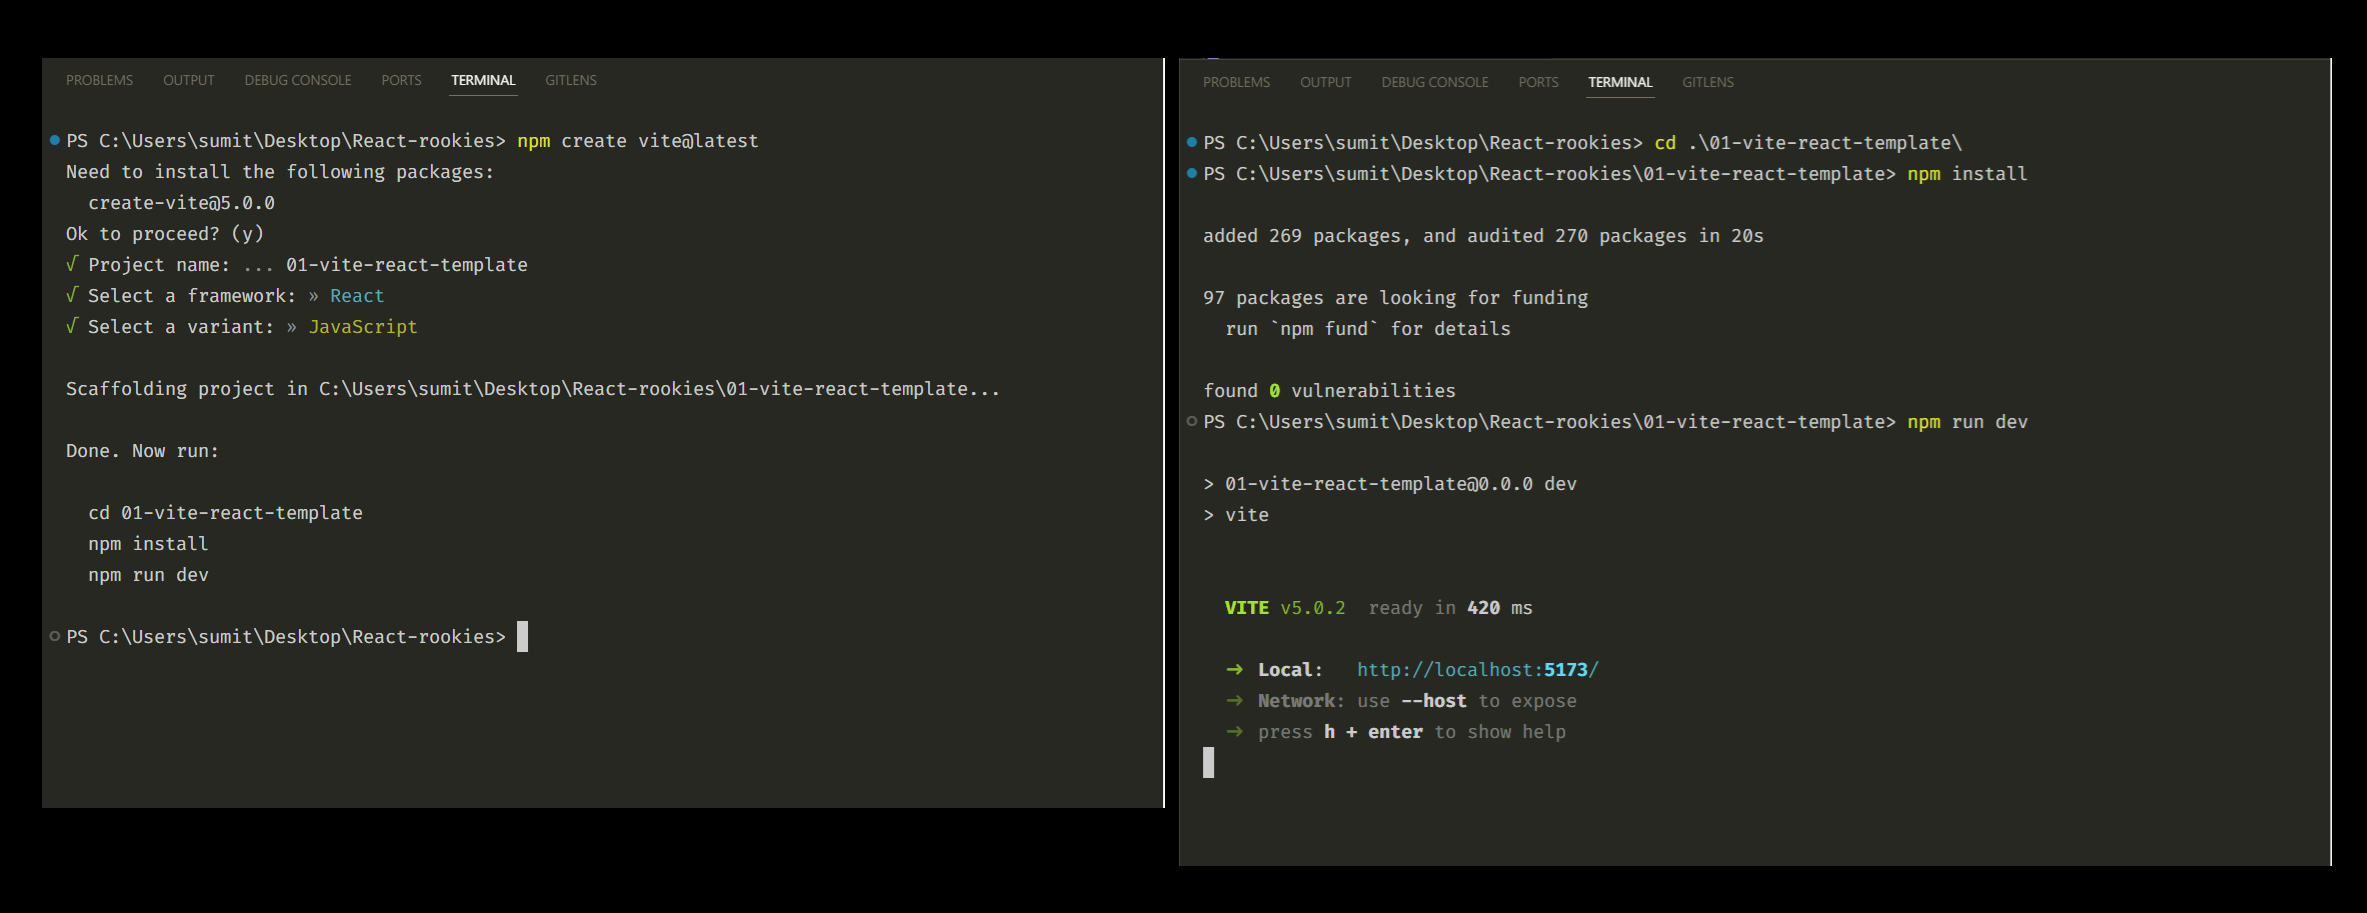 PROBLEMS OUTPUT DEBUG CONSOLE PORTS TERMINAL GITLENS
PS C:\Users\sumit\Desktop\React-rookies> npm create vite@latest
Need to install the following packages:
  create-vite@5.0.0
Ok to proceed? (y)
√ Project name: ... 01-vite-react-template
√ Select a framework: » React
√ Select a variant: » JavaScript
Scaffolding project in C:\Users\sumit\Desktop\React-rookies\01-vite-react-template...
Done. Now run:
  cd 01-vite-react-template
  npm install
  npm run dev
PS C:\Users\sumit\Desktop\React-rookies>
PROBLEMS OUTPUT DEBUG CONSOLE PORTS TERMINAL GITLENS
PS C:\Users\sumit\Desktop\React-rookies> cd .\01-vite-react-template\
PS C:\Users\sumit\Desktop\React-rookies\01-vite-react-template> npm install
added 269 packages, and audited 270 packages in 20s
97 packages are looking for funding
  run `npm fund` for details
found 0 vulnerabilities
PS C:\Users\sumit\Desktop\React-rookies\01-vite-react-template> npm run dev
> 01-vite-react-template@0.0.0 dev
> vite
  VITE v5.0.2  ready in 420 ms
  ➜ Local:   http://localhost:5173/
  ➜ Network: use --host to expose
  ➜ press h + enter to show help